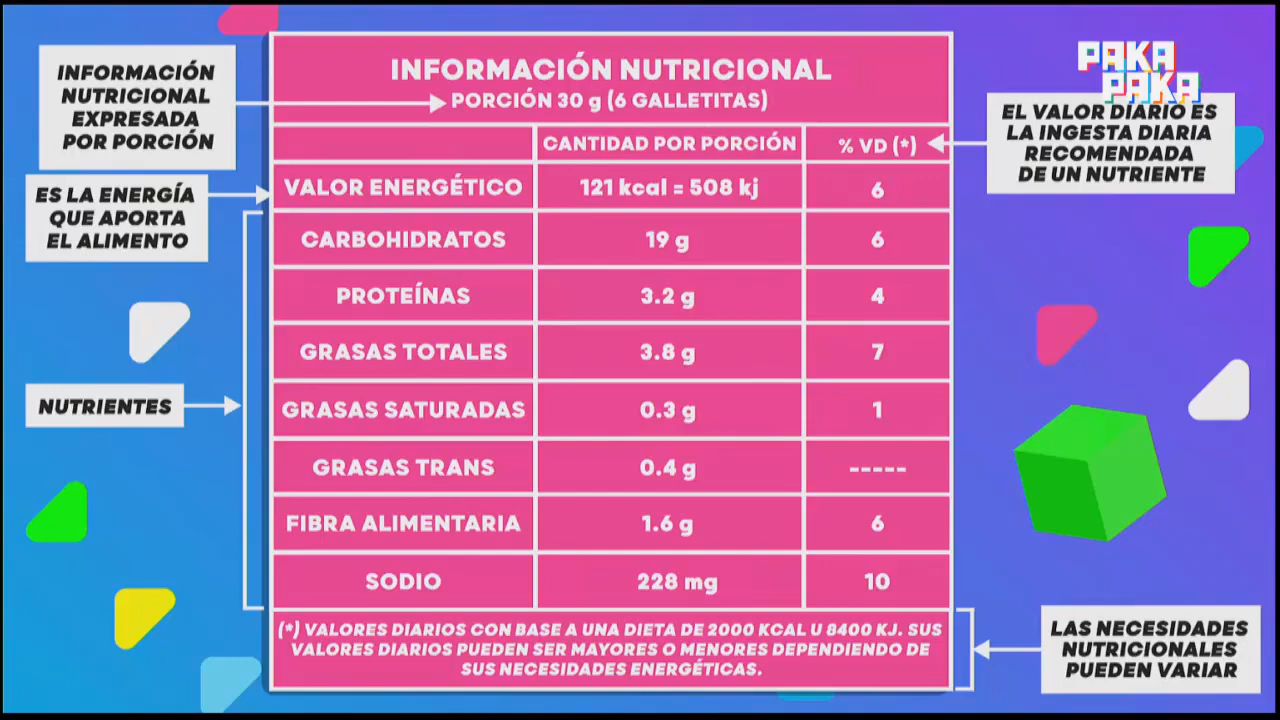 PAKA
PAKA
INFORMACIÓN
NUTRICIONAL
EXPRESADA
POR PORCIÓN
INFORMACIÓN NUTRICIONAL
PORCIÓN 30 g (6 GALLETITAS)
EL VALOR DIARIO ES
LA INGESTA DIARIA
RECOMENDADA
DE UN NUTRIENTE
CANTIDAD POR PORCIÓN % VD (*)
ES LA ENERGÍA
QUE APORTA
EL ALIMENTO
VALOR ENERGÉTICO 121 kcal = 508 kj 6
CARBOHIDRATOS 19 g 6
PROTEÍNAS 3.2 g 4
GRASAS TOTALES 3.8 g 7
NUTRIENTES
GRASAS SATURADAS 0.3 g 1
GRASAS TRANS 0.4 g -----
FIBRA ALIMENTARIA 1.6 g 6
SODIO 228 mg 10
(*) VALORES DIARIOS CON BASE A UNA DIETA DE 2000 KCAL U 8400 KJ. SUS
VALORES DIARIOS PUEDEN SER MAYORES O MENORES DEPENDIENDO DE
SUS NECESIDADES ENERGÉTICAS.
LAS NECESIDADES
NUTRICIONALES
PUEDEN VARIAR